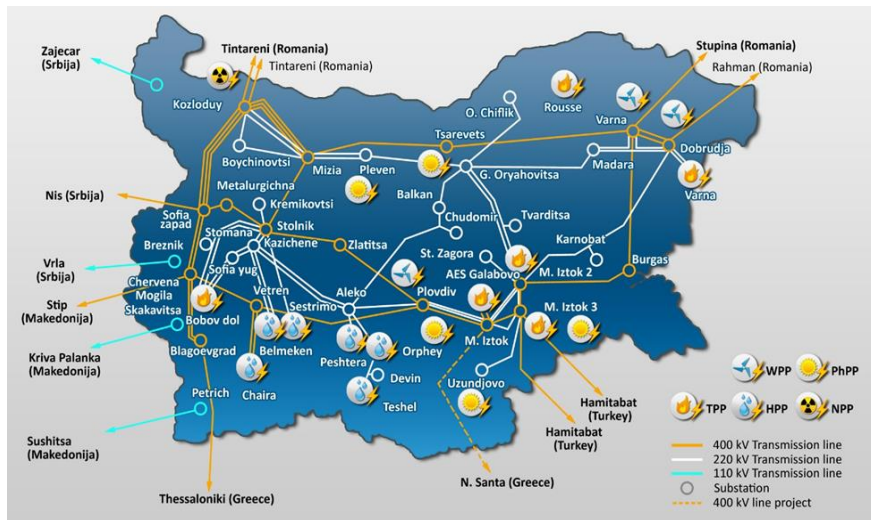 Zajecar
(Srbija)
Tintareni (Romania)
Tintareni (Romania)
Stupina (Romania)
Rahman (Romania)
Kozloduy
O. Chiflik
Rousse
Varna
Tsarevets
Dobrudja
Boychinovtsi
Mizia
Pleven
G. Oryahovitsa
Madara
Varna
Metalurgichna
Nis (Srbija)
Kremikovtsi
Balkan
Sofia
zapad
Stolnik
Chudomir
Tvarditsa
Stomana
Breznik
Kazichene
Zlatitsa
St. Zagora
Karnobat
Vrla
(Srbija)
Sofia yug
AES Galabovo
M. Iztok 2
Burgas
Chervena
Mogila
Vetren
Aleko
Plovdiv
Stip
(Makedonija)
Skakavitsa
Sestrimo
M. Iztok 3
Bobov dol
M. Iztok
Kriva Palanka
(Makedonija)
Blagoevgrad
Belmeken
Peshtera
Orphey
Uzundjovo
Devin
Petrich
Chaira
Teshel
Hamitabat
(Turkey)
Hamitabat
(Turkey)
Sushitsa
(Makedonija)
N. Santa (Greece)
Thessaloniki (Greece)
WPP
PhPP
TPP
HPP
NPP
400 kV Transmission line
220 kV Transmission line
110 kV Transmission line
Substation
400 kV line project